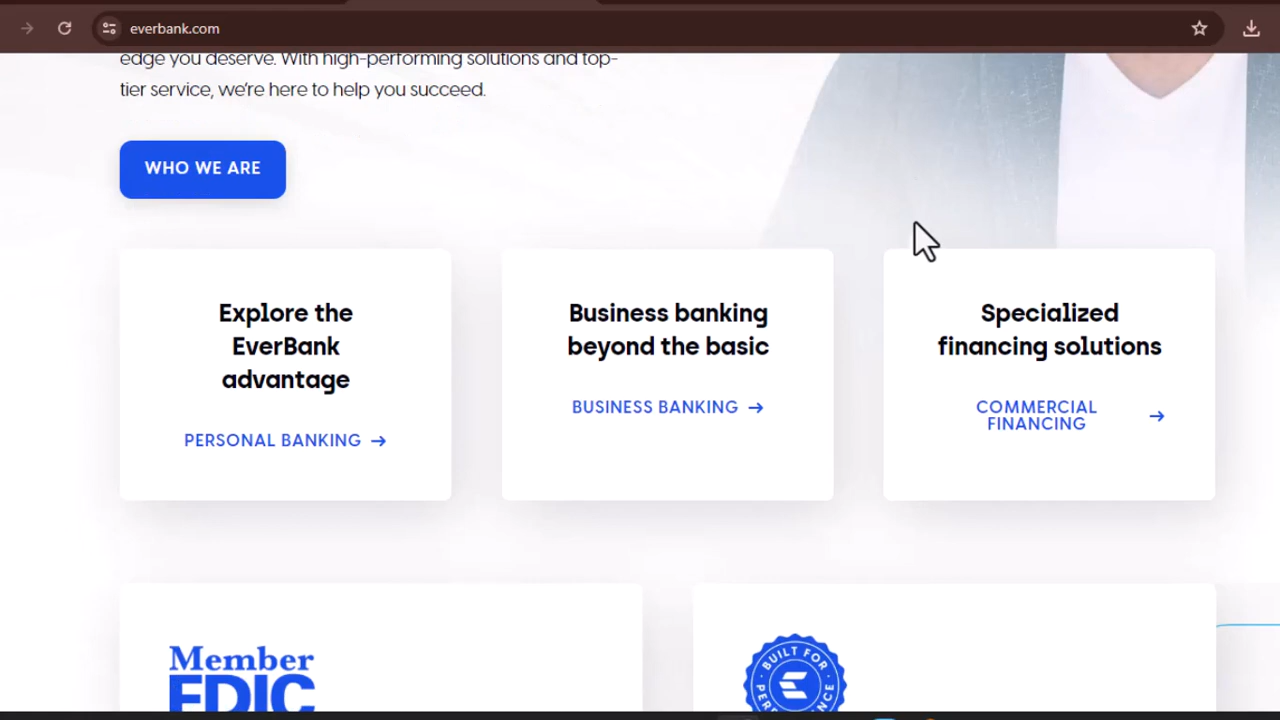 everbank.com
edge you deserve. With high-performing solutions and top-
tier service, we're here to help you succeed.
WHO WE ARE
Explore the
EverBank
advantage
PERSONAL BANKING
Business banking
beyond the basic
BUSINESS BANKING
Specialized
financing solutions
COMMERCIAL
FINANCING
Member
FDIC
BUILT FOR